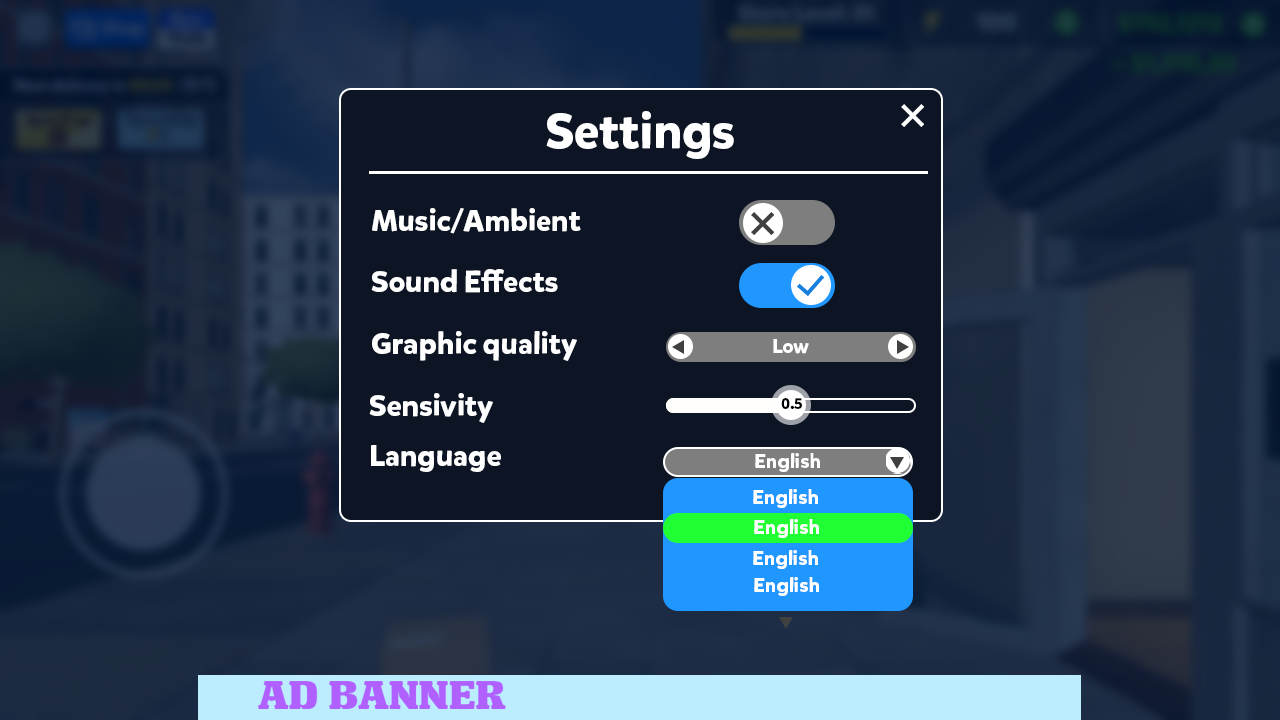 Settings
Music/Ambient
Sound Effects
Graphic quality
Low
Sensivity
0.5
Language
English
English
English
English
English
AD BANNER